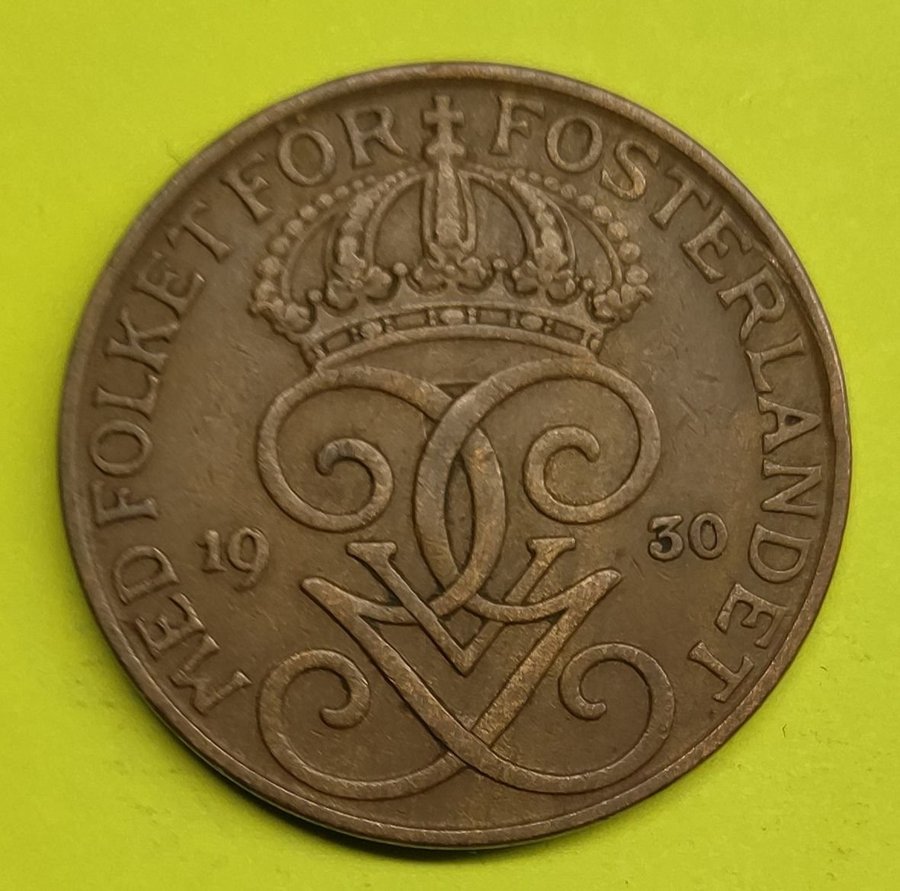 MED FOLKET FÖR FOSTERLANDET
19 30